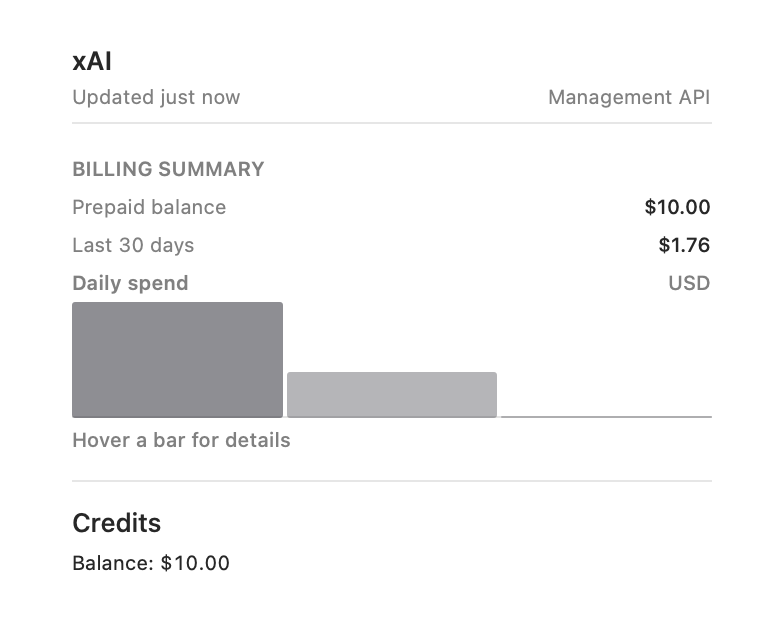 xAI
Updated just now Management API
BILLING SUMMARY
Prepaid balance $10.00
Last 30 days $1.76
Daily spend USD
Hover a bar for details
Credits
Balance: $10.00